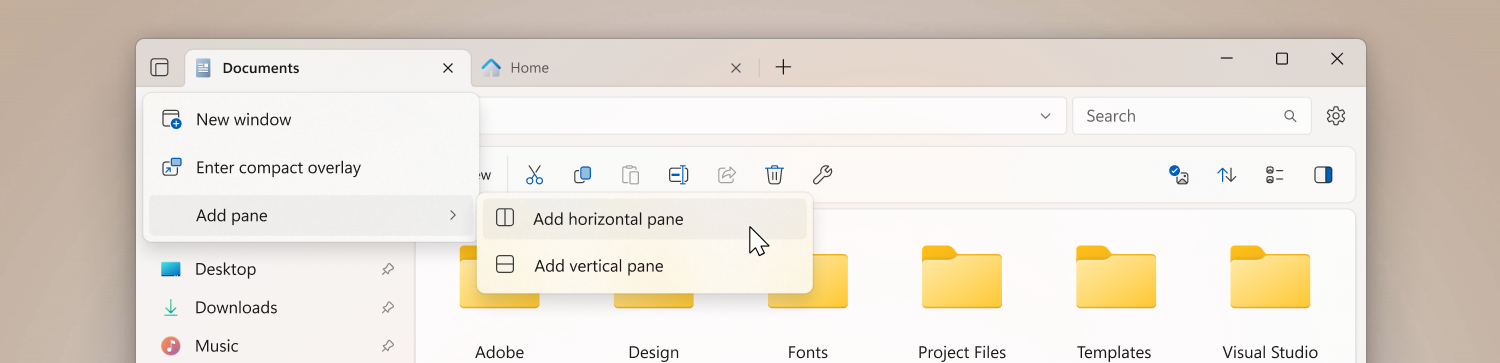 Documents
Home
New window
Enter compact overlay
Add pane
Search
Add horizontal pane
Add vertical pane
Desktop
Downloads
Music
Adobe
Design
Fonts
Project Files
Templates
Visual Studio